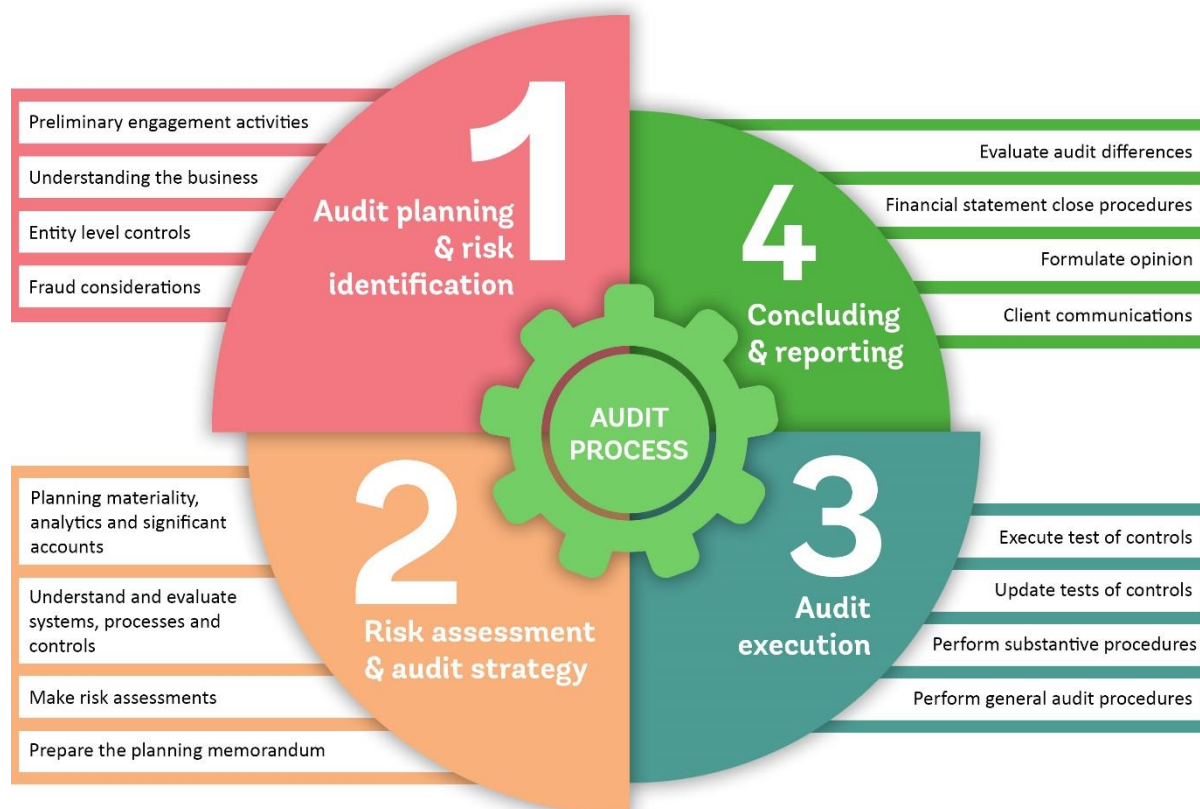 1
Audit planning
& risk
identification
Preliminary engagement activities
Understanding the business
Entity level controls
Fraud considerations
2
Risk assessment
& audit strategy
Planning materiality,
analytics and significant
accounts
Understand and evaluate
systems, processes and
controls
Make risk assessments
Prepare the planning memorandum
3
Audit
execution
Execute test of controls
Update tests of controls
Perform substantive procedures
Perform general audit procedures
4
Concluding
& reporting
Evaluate audit differences
Financial statement close procedures
Formulate opinion
Client communications
AUDIT
PROCESS